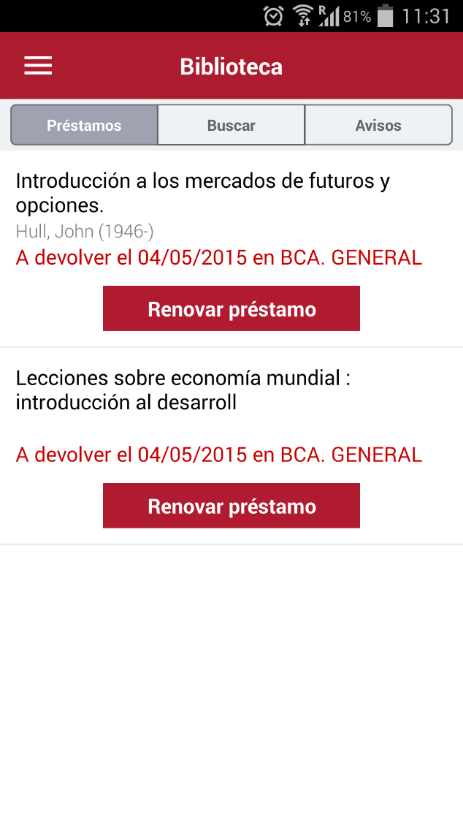 R 81% 11:31
Biblioteca
Préstamos Buscar Avisos
Introducción a los mercados de futuros y
opciones.
Hull, John (1946-)
A devolver el 04/05/2015 en BCA. GENERAL
Renovar préstamo
Lecciones sobre economía mundial :
introducción al desarroll
A devolver el 04/05/2015 en BCA. GENERAL
Renovar préstamo